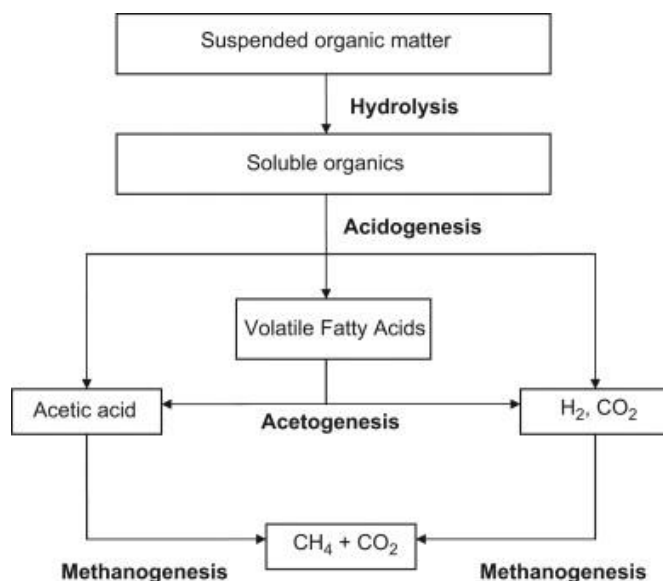 Suspended organic matter
Hydrolysis
Soluble organics
Acidogenesis
Volatile Fatty Acids
Acetic acid
H₂, CO₂
Acetogenesis
CH₄ + CO₂
Methanogenesis
Methanogenesis